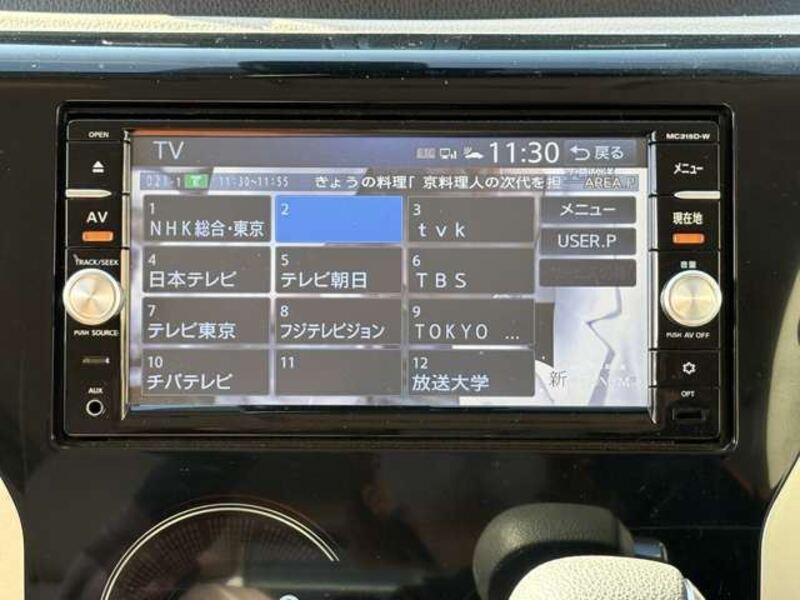 OPEN
MC315D-W
TV
11:30
戻る
メニュー
021-1
11:30~11:55
きょうの料理「 京料理人の次代を担
AREA.P
AV
現在地
1
NHK総合・東京
2
3
tvk
メニュー
USER.P
4
日本テレビ
5
テレビ朝日
6
TBS
TRACK/SEEK
音量
7
テレビ東京
8
フジテレビジョン
9
TOKYO ...
PUSH SOURCE
PUSH AV OFF
10
チバテレビ
11
12
放送大学
新
AUX
OPT